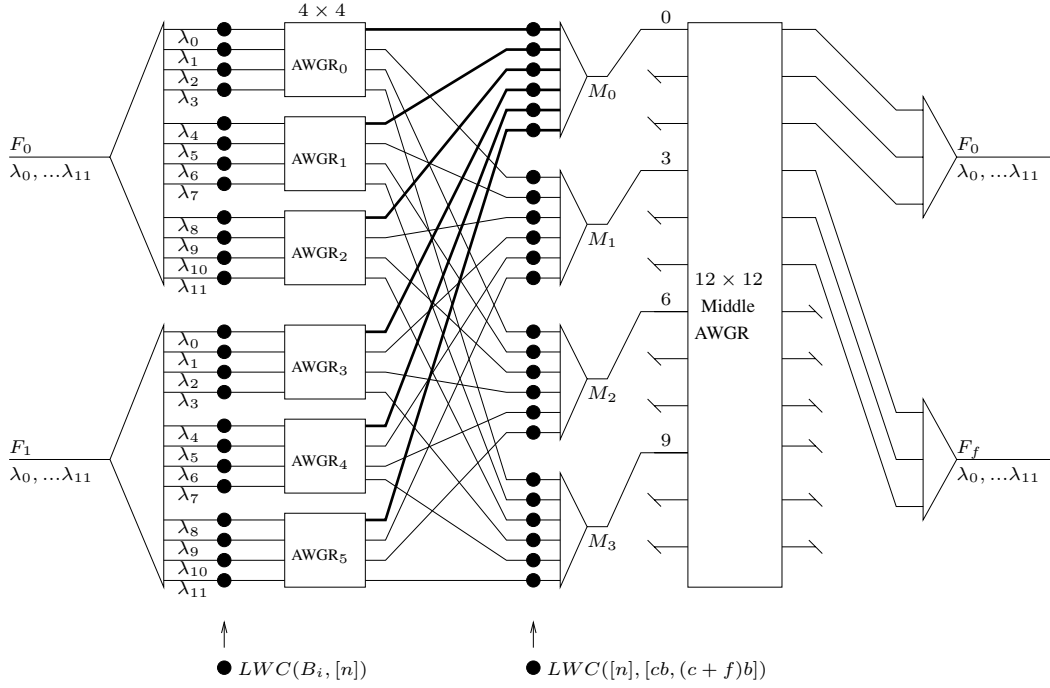 4 × 4
0
λ0
λ1
λ2
λ3
AWGR0
M0
λ4
λ5
λ6
λ7
AWGR1
F0
λ0, ...λ11
3
F0
λ0, ...λ11
λ8
λ9
λ10
λ11
AWGR2
M1
12 × 12
Middle
AWGR
6
λ0
λ1
λ2
λ3
AWGR3
M2
F1
λ0, ...λ11
λ4
λ5
λ6
λ7
AWGR4
9
Ff
λ0, ...λ11
λ8
λ9
λ10
λ11
AWGR5
M3
LWC(Bi, [n])
LWC([n], [cb, (c + f)b])